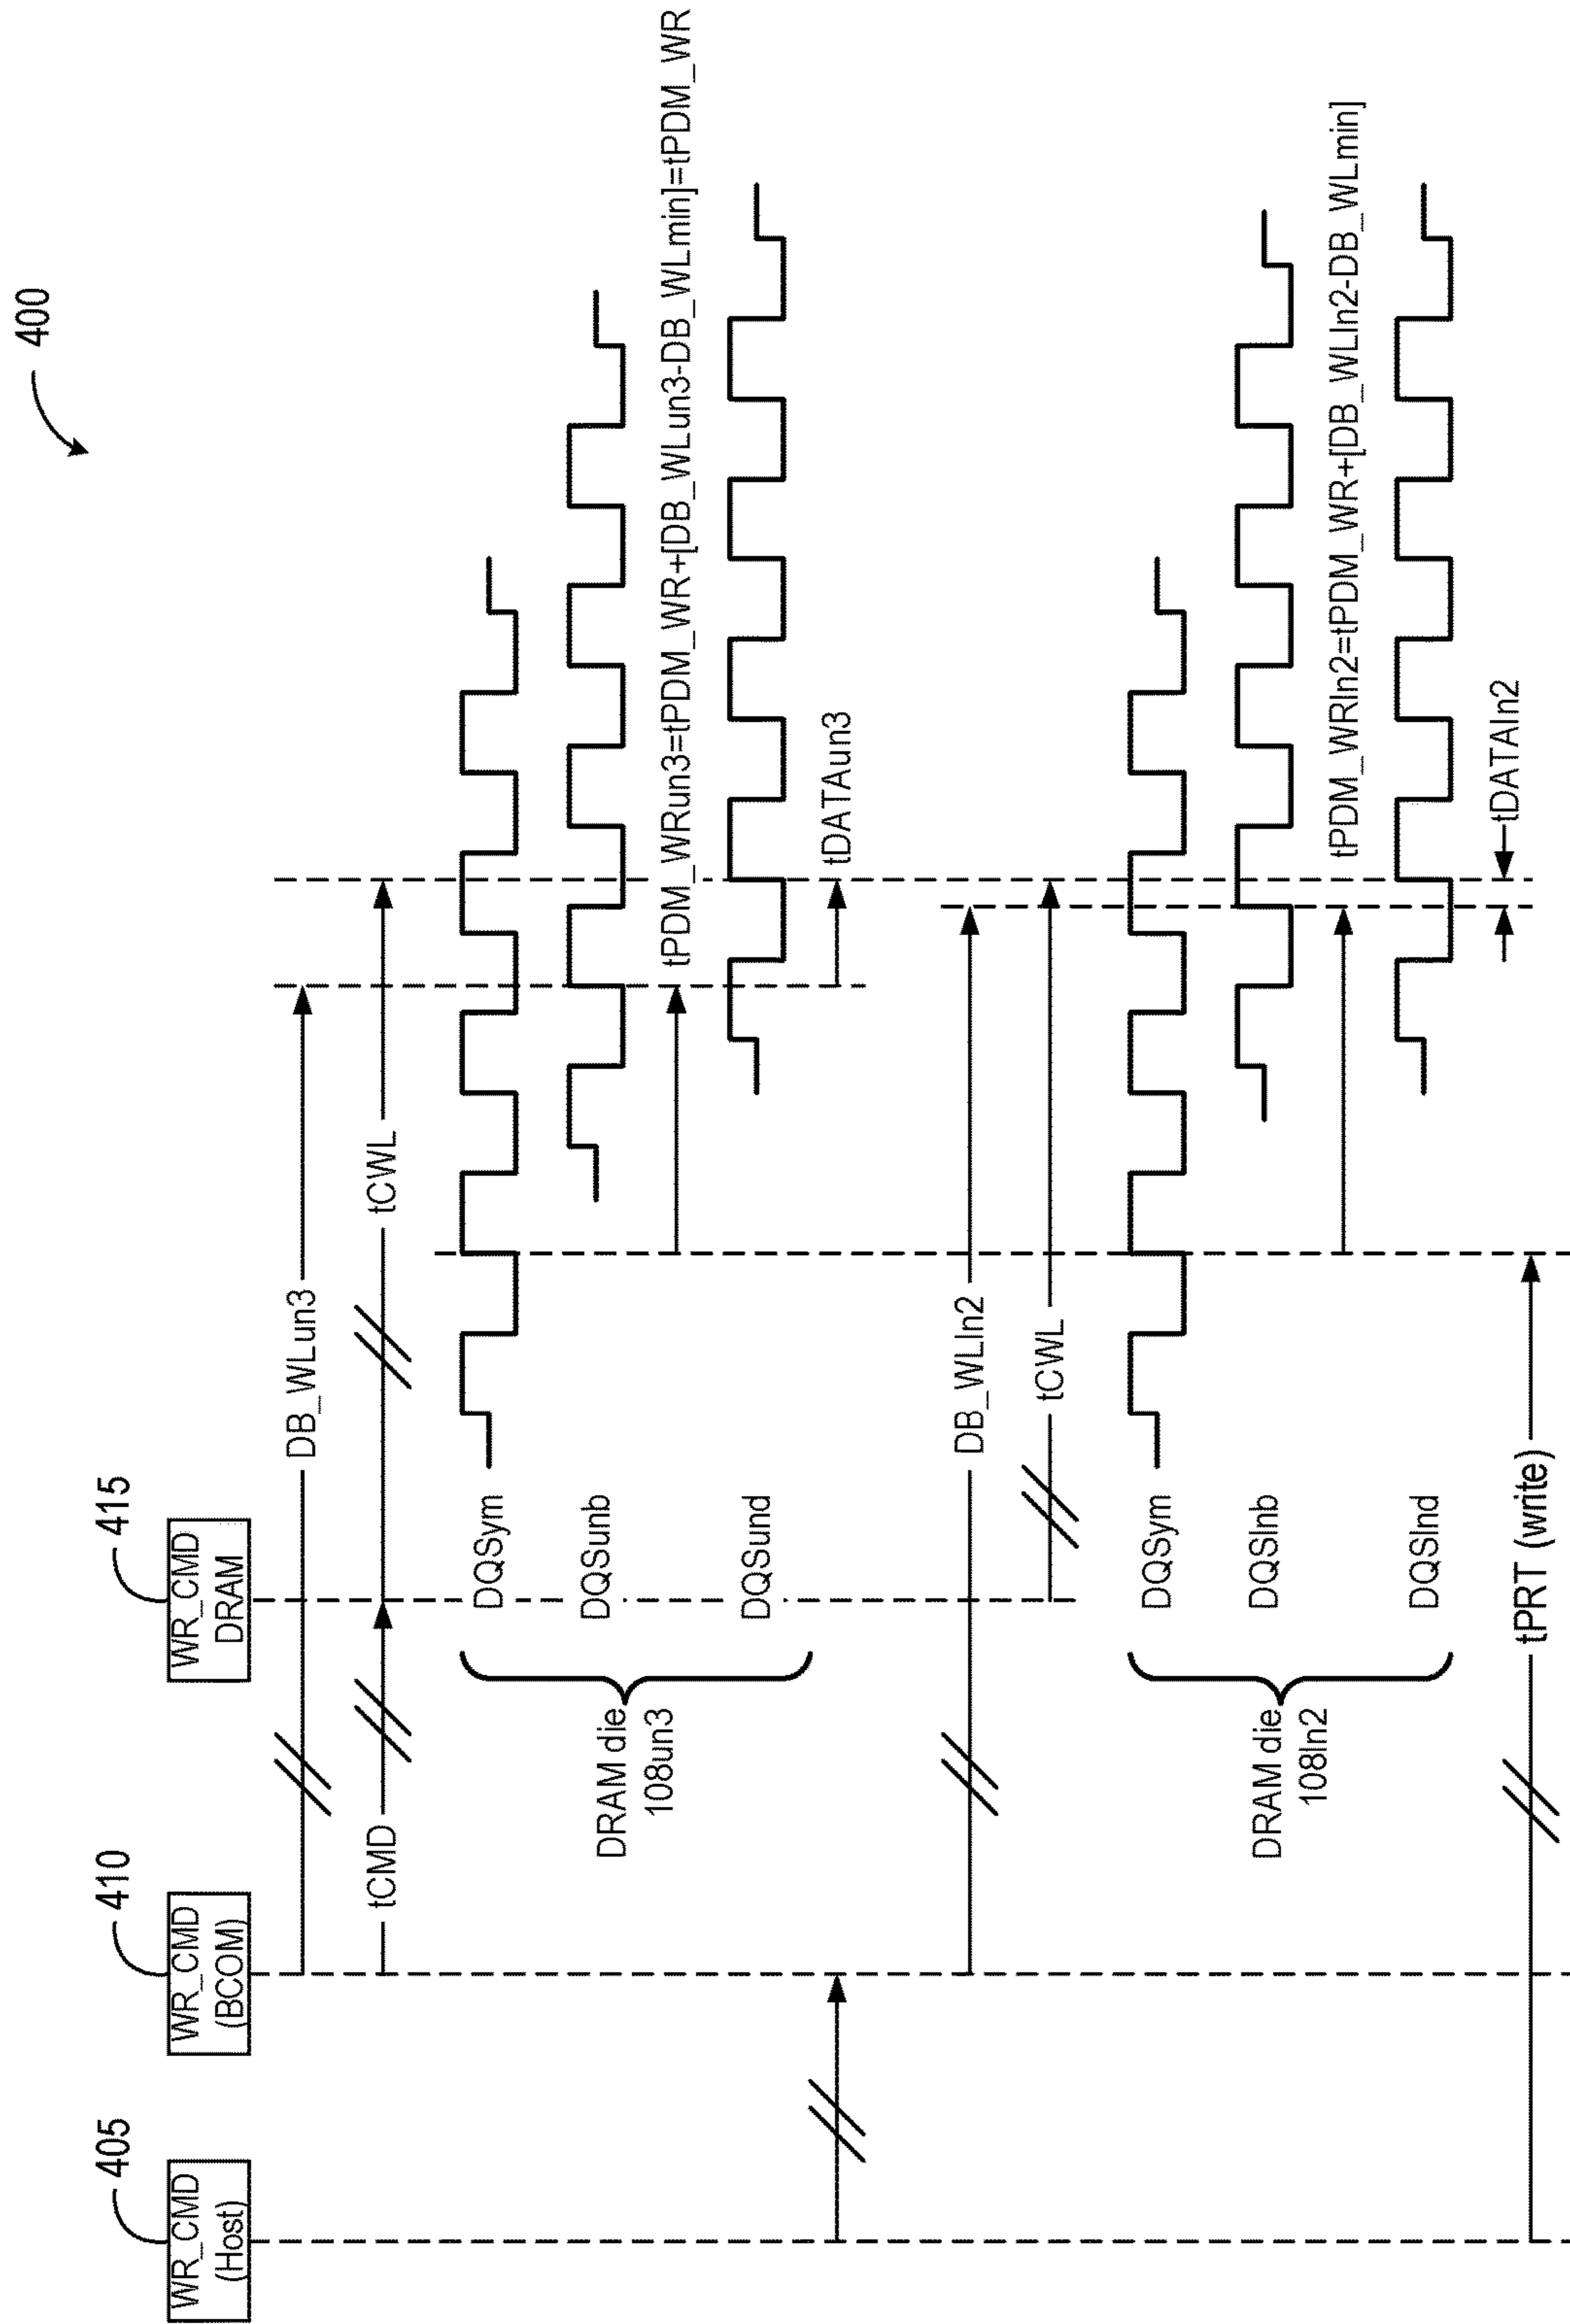 400
405
WR_CMD
(Host)
410
WR_CMD
(BCOM)
415
WR_CMD
DRAM
DB_WLun3
tCMD
tCWL
DRAM die
108un3
DQSym
DQSunb
tPDM_WRun3=tPDM_WR+[DB_WLun3-DB_WLmin]=tPDM_WR
DQSund
tDATAun3
DB_WLln2
tCWL
DRAM die
108ln2
DQSym
DQSlnb
tPDM_WRln2=tPDM_WR+[DB_WLln2-DB_WLmin]
DQSlnd
tDATAln2
tPRT (write)